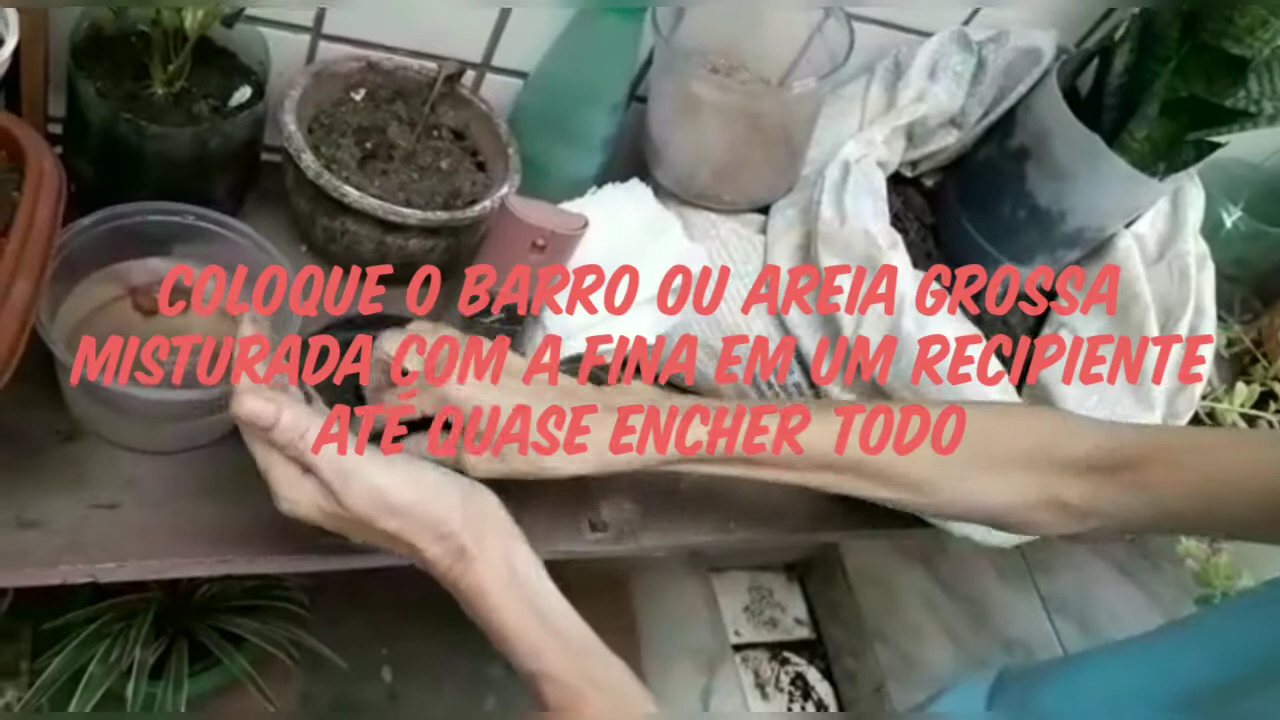 COLOQUE O BARRO OU AREIA GROSSA
MISTURADA COM A FINA EM UM RECIPIENTE
ATÉ QUASE ENCHER TODO